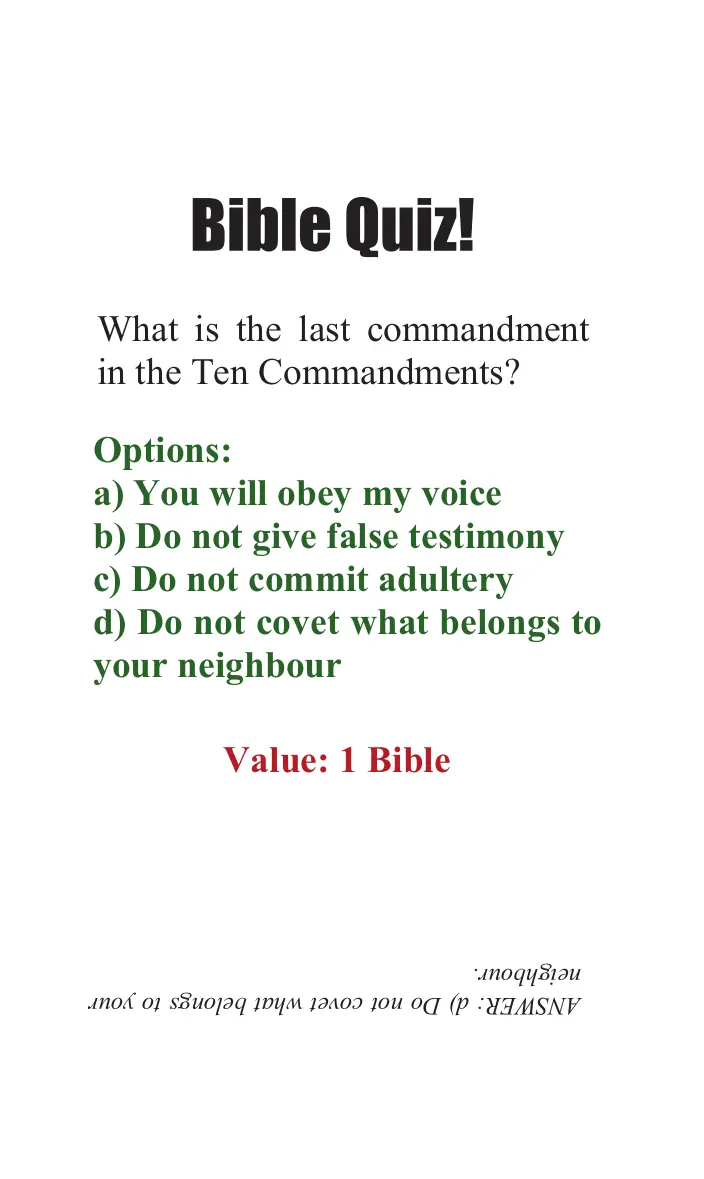 Bible Quiz!
What is the last commandment
in the Ten Commandments?
Options:
a) You will obey my voice
b) Do not give false testimony
c) Do not commit adultery
d) Do not covet what belongs to
your neighbour
Value: 1 Bible
ANSWER: d) Do not covet what belongs to your
neighbour.